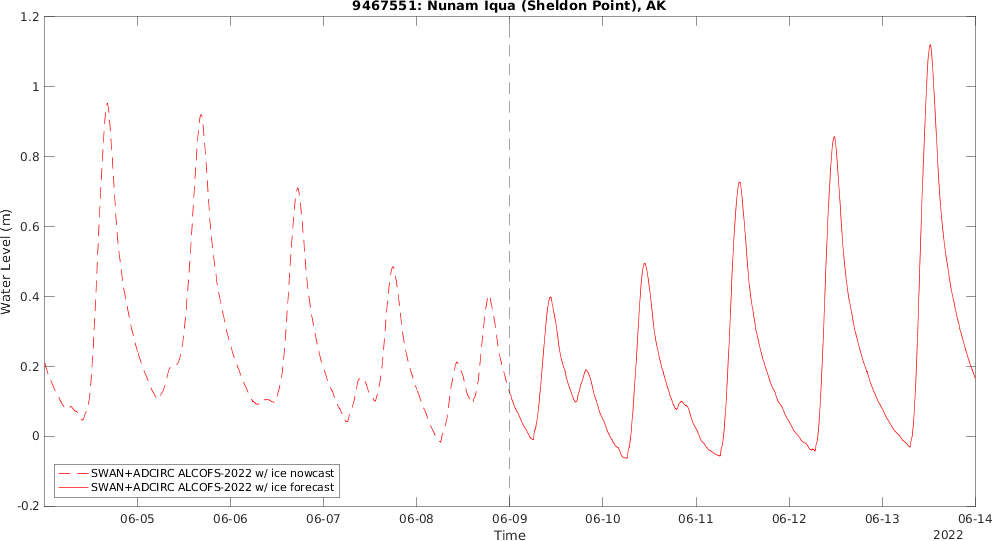 9467551: Nunam Iqua (Sheldon Point), AK
1.2
1
0.8
0.6
0.4
0.2
0
-0.2
Water Level (m)
SWAN+ADCIRC ALCOFS-2022 w/ ice nowcast
SWAN+ADCIRC ALCOFS-2022 w/ ice forecast
06-05 06-06 06-07 06-08 06-09 06-10 06-11 06-12 06-13 06-14
Time
2022